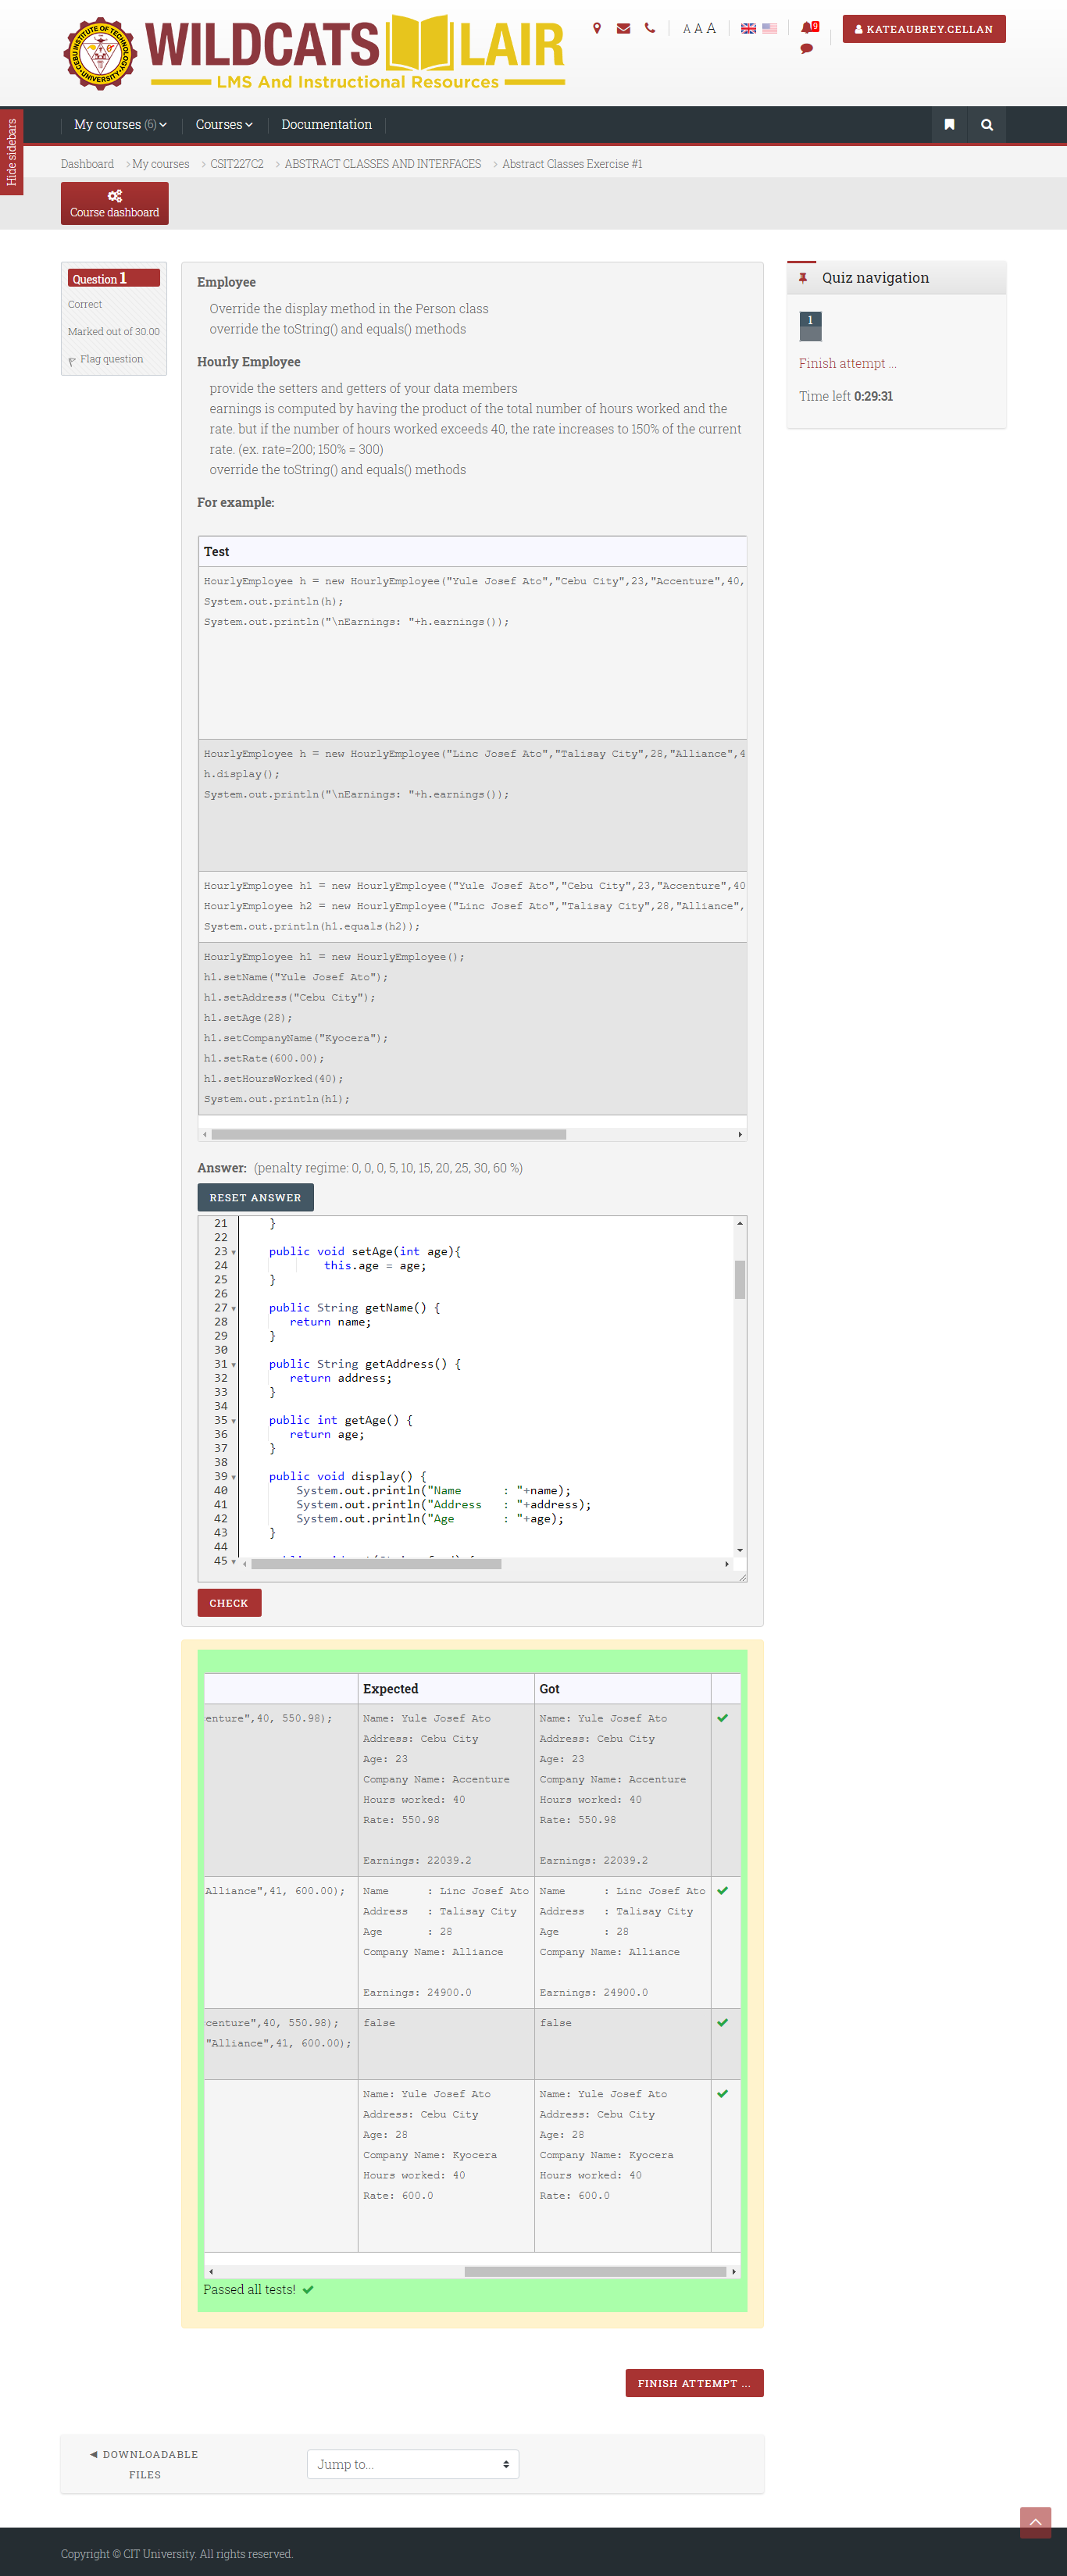 WILDCATS LAIR
LMS And Instructional Resources
A A A
9
KATEAUBREY.CELLAN
Hide sidebars
My courses (6)
Courses
Documentation
Dashboard
My courses
CSIT227C2
ABSTRACT CLASSES AND INTERFACES
Abstract Classes Exercise #1
Course dashboard
Question 1
Correct
Marked out of 30.00
Flag question
Employee
Override the display method in the Person class
override the toString() and equals() methods
Hourly Employee
provide the setters and getters of your data members
earnings is computed by having the product of the total number of hours worked and the
rate. but if the number of hours worked exceeds 40, the rate increases to 150% of the current
rate. (ex. rate=200; 150% = 300)
override the toString() and equals() methods
For example:
Test
HourlyEmployee h = new HourlyEmployee("Yule Josef Ato","Cebu City",23,"Accenture",40,
System.out.println(h);
System.out.println("\nEarnings: "+h.earnings());
HourlyEmployee h = new HourlyEmployee("Linc Josef Ato","Talisay City",28,"Alliance",4
h.display();
System.out.println("\nEarnings: "+h.earnings());
HourlyEmployee h1 = new HourlyEmployee("Yule Josef Ato","Cebu City",23,"Accenture",40
HourlyEmployee h2 = new HourlyEmployee("Linc Josef Ato","Talisay City",28,"Alliance",
System.out.println(h1.equals(h2));
HourlyEmployee h1 = new HourlyEmployee();
h1.setName("Yule Josef Ato");
h1.setAddress("Cebu City");
h1.setAge(28);
h1.setCompanyName("Kyocera");
h1.setRate(600.00);
h1.setHoursWorked(40);
System.out.println(h1);
Answer: (penalty regime: 0, 0, 0, 5, 10, 15, 20, 25, 30, 60 %)
RESET ANSWER
21 }
22
23 public void setAge(int age){
24 this.age = age;
25 }
26
27 public String getName() {
28 return name;
29 }
30
31 public String getAddress() {
32 return address;
33 }
34
35 public int getAge() {
36 return age;
37 }
38
39 public void display() {
40 System.out.println("Name      : "+name);
41 System.out.println("Address   : "+address);
42 System.out.println("Age       : "+age);
43 }
44
45
CHECK
Expected Got
enture",40, 550.98); Name: Yule Josef Ato Name: Yule Josef Ato
Address: Cebu City Address: Cebu City
Age: 23 Age: 23
Company Name: Accenture Company Name: Accenture
Hours worked: 40 Hours worked: 40
Rate: 550.98 Rate: 550.98
Earnings: 22039.2 Earnings: 22039.2
Alliance",41, 600.00); Name      : Linc Josef Ato Name      : Linc Josef Ato
Address   : Talisay City Address   : Talisay City
Age       : 28 Age       : 28
Company Name: Alliance Company Name: Alliance
Earnings: 24900.0 Earnings: 24900.0
ccenture",40, 550.98); false false
"Alliance",41, 600.00);
Name: Yule Josef Ato Name: Yule Josef Ato
Address: Cebu City Address: Cebu City
Age: 28 Age: 28
Company Name: Kyocera Company Name: Kyocera
Hours worked: 40 Hours worked: 40
Rate: 600.0 Rate: 600.0
Passed all tests!
FINISH ATTEMPT ...
Quiz navigation
1
Finish attempt ...
Time left 0:29:31
◄ DOWNLOADABLE
FILES
Jump to...
Copyright © CIT University. All rights reserved.